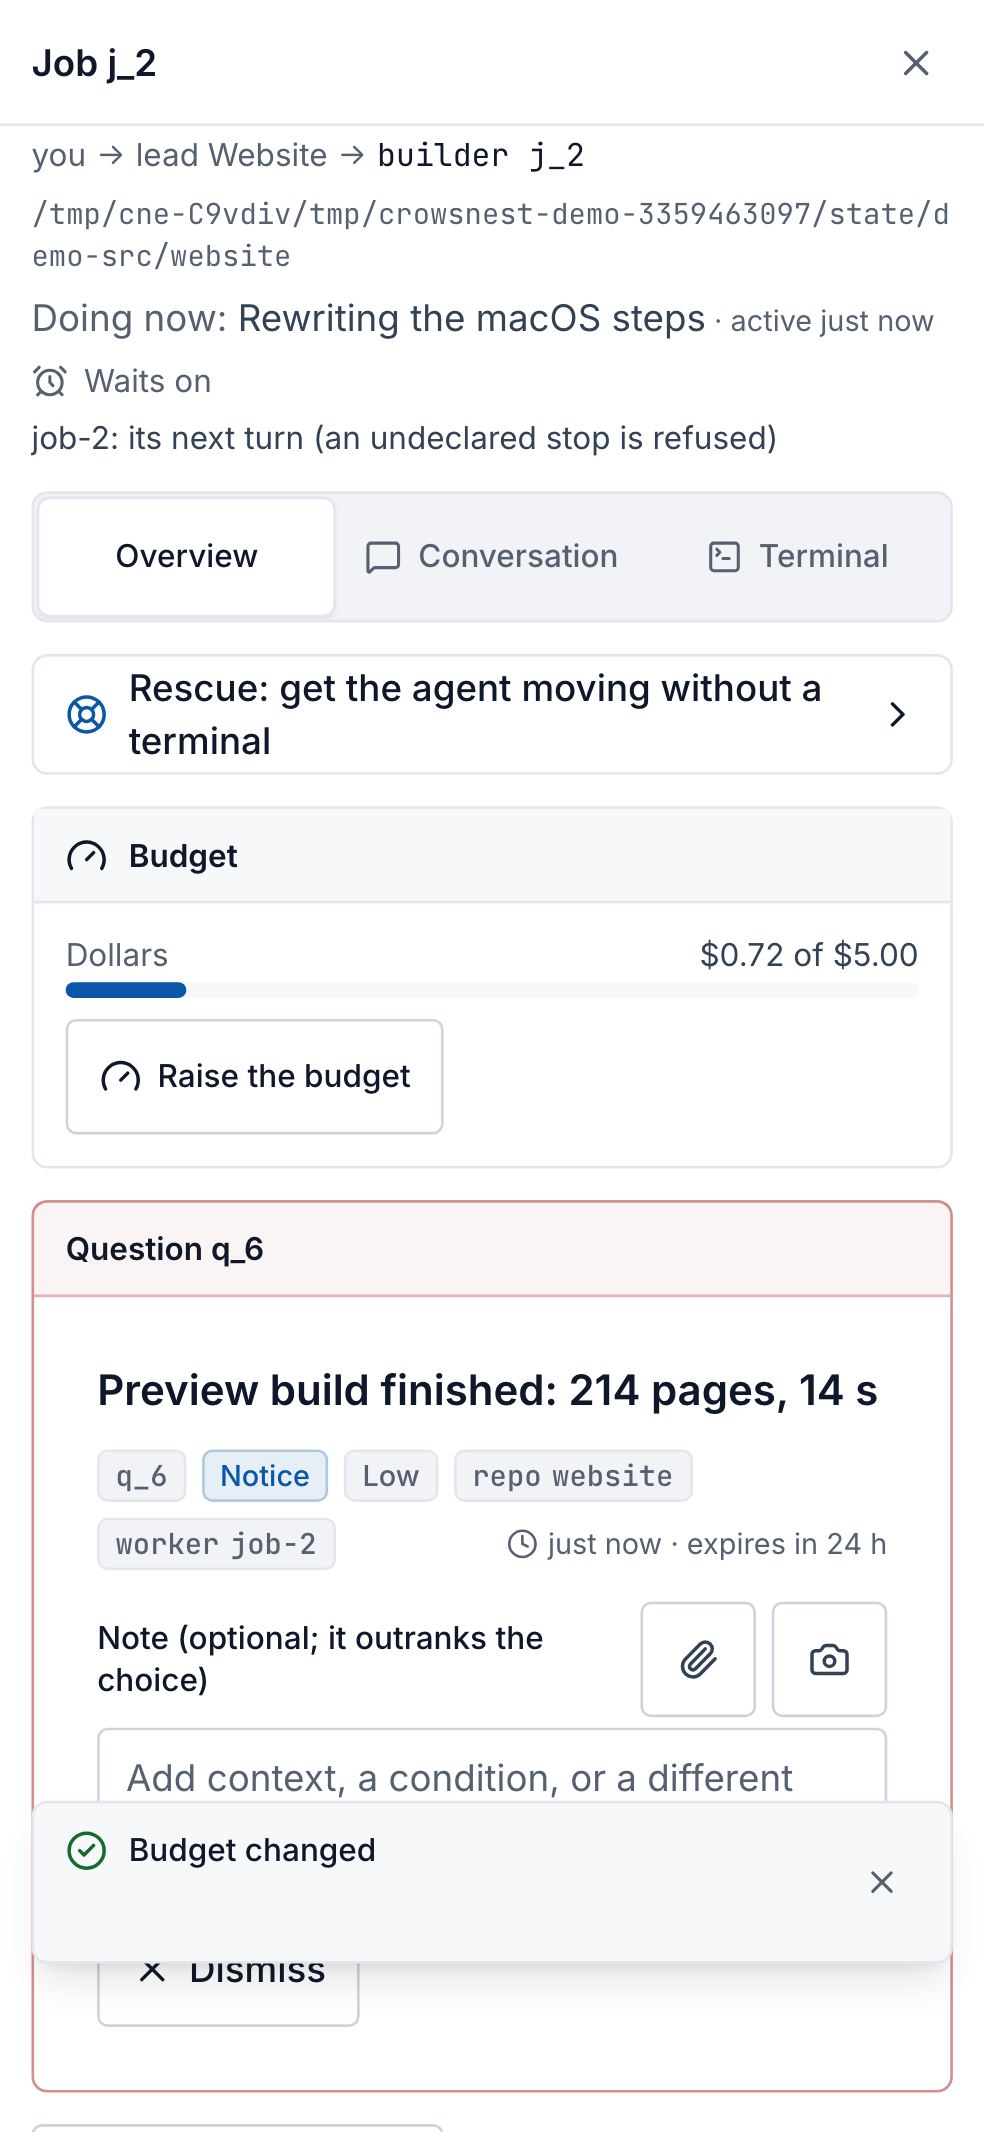 Job j_2
you → lead Website → builder j_2
/tmp/cne-C9vdiv/tmp/crowsnest-demo-3359463097/state/d
emo-src/website
Doing now: Rewriting the macOS steps · active just now
Waits on
job-2: its next turn (an undeclared stop is refused)
Overview Conversation Terminal
Rescue: get the agent moving without a
terminal
Budget
Dollars $0.72 of $5.00
Raise the budget
Question q_6
Preview build finished: 214 pages, 14 s
q_6 Notice Low repo website
worker job-2 just now · expires in 24 h
Note (optional; it outranks the
choice)
Add context, a condition, or a different
Budget changed
Dismiss